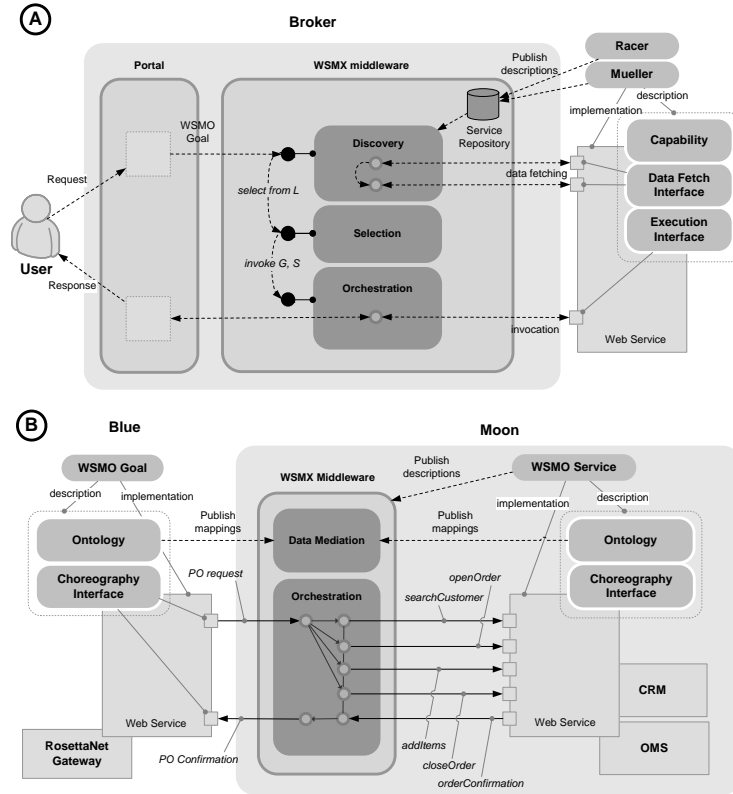 A
Broker
Portal
WSMX middleware
Publish
descriptions
Racer
Mueller
implementation
description
WSMO
Goal
Service
Repository
Discovery
Capability
Request
select from L
data fetching
Data Fetch
Interface
Selection
Execution
Interface
User
invoke G, S
Response
Orchestration
invocation
Web Service
B
Blue
Moon
WSMO Goal
WSMX Middleware
Publish
descriptions
WSMO Service
description
implementation
implementation
description
Publish
mappings
Publish
mappings
Ontology
Data Mediation
Ontology
Choreography
Interface
PO request
Orchestration
openOrder
searchCustomer
Choreography
Interface
CRM
Web Service
Web Service
RosettaNet
Gateway
PO Confirmation
addItems
closeOrder
orderConfirmation
OMS